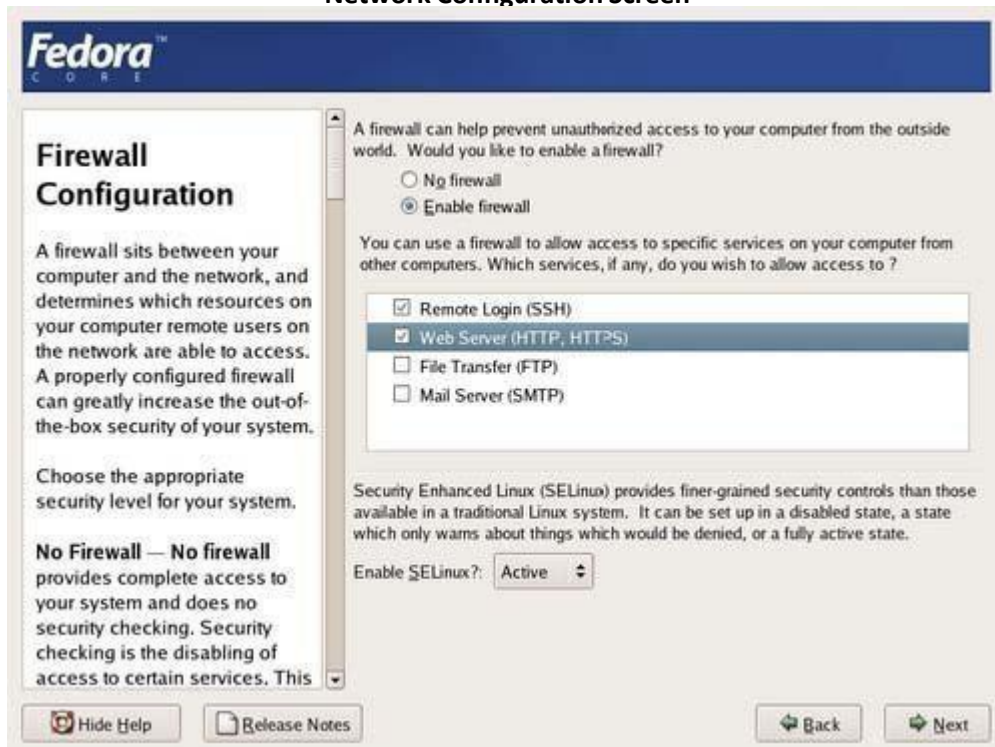 Network Configuration Screen
Fedora™
CORE
Firewall
Configuration
A firewall sits between your
computer and the network, and
determines which resources on
your computer remote users on
the network are able to access.
A properly configured firewall
can greatly increase the out-of-
the-box security of your system.
Choose the appropriate
security level for your system.
No Firewall — No firewall
provides complete access to
your system and does no
security checking. Security
checking is the disabling of
access to certain services. This
A firewall can help prevent unauthorized access to your computer from the outside
world. Would you like to enable a firewall?
No firewall
Enable firewall
You can use a firewall to allow access to specific services on your computer from
other computers. Which services, if any, do you wish to allow access to ?
Remote Login (SSH)
Web Server (HTTP, HTTPS)
File Transfer (FTP)
Mail Server (SMTP)
Security Enhanced Linux (SELinux) provides finer-grained security controls than those
available in a traditional Linux system. It can be set up in a disabled state, a state
which only warns about things which would be denied, or a fully active state.
Enable SELinux?: Active
Hide Help
Release Notes
Back
Next